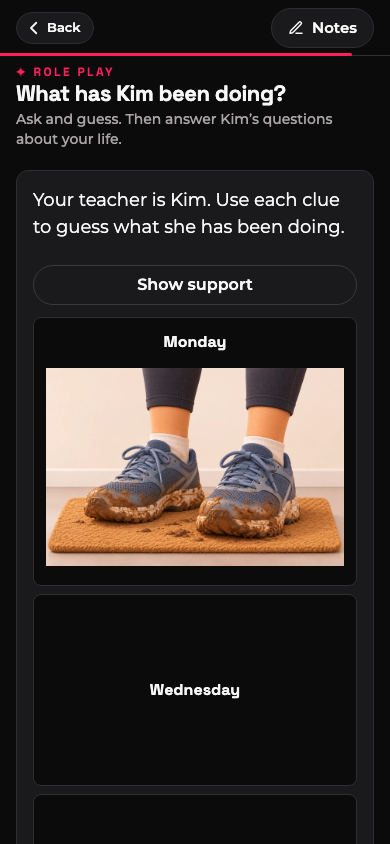 Back
Notes
ROLE PLAY
What has Kim been doing?
Ask and guess. Then answer Kim’s questions
about your life.
Your teacher is Kim. Use each clue
to guess what she has been doing.
Show support
Monday
Wednesday